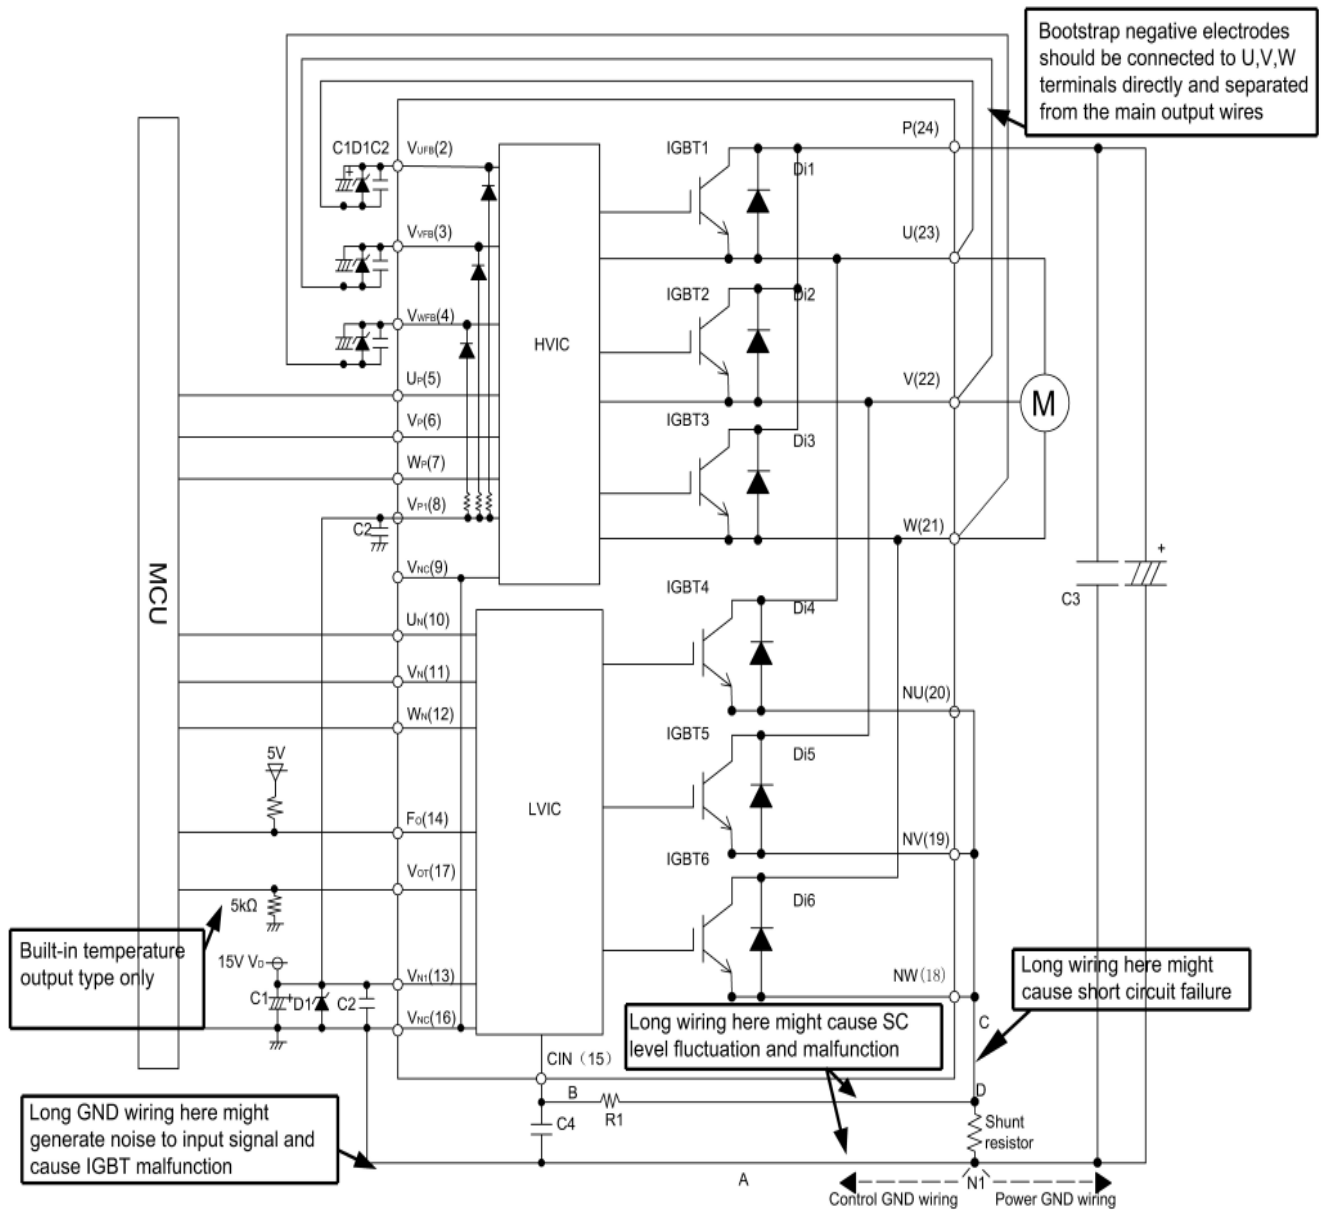 Bootstrap negative electrodes
should be connected to U,V,W
terminals directly and separated
from the main output wires
P(24)
C1D1C2
VUFB(2)
IGBT1
Di1
VVFB(3)
U(23)
IGBT2
Di2
VWFB(4)
HVIC
UP(5)
V(22)
M
VP(6)
IGBT3
Di3
WP(7)
VP1(8)
C2
W(21)
VNC(9)
+
C3
MCU
IGBT4
Di4
UN(10)
VN(11)
NU(20)
WN(12)
IGBT5
Di5
5V
LVIC
FO(14)
NV(19)
IGBT6
VOT(17)
5kΩ
Di6
Built-in temperature
output type only
15V VD
VN1(13)
NW(18)
Long wiring here might
cause short circuit failure
C1
+
D1
C2
VNC(16)
Long wiring here might cause SC
level fluctuation and malfunction
C
CIN(15)
D
B
R1
C4
Shunt
resistor
Long GND wiring here might
generate noise to input signal and
cause IGBT malfunction
A
N1
Control GND wiring
Power GND wiring